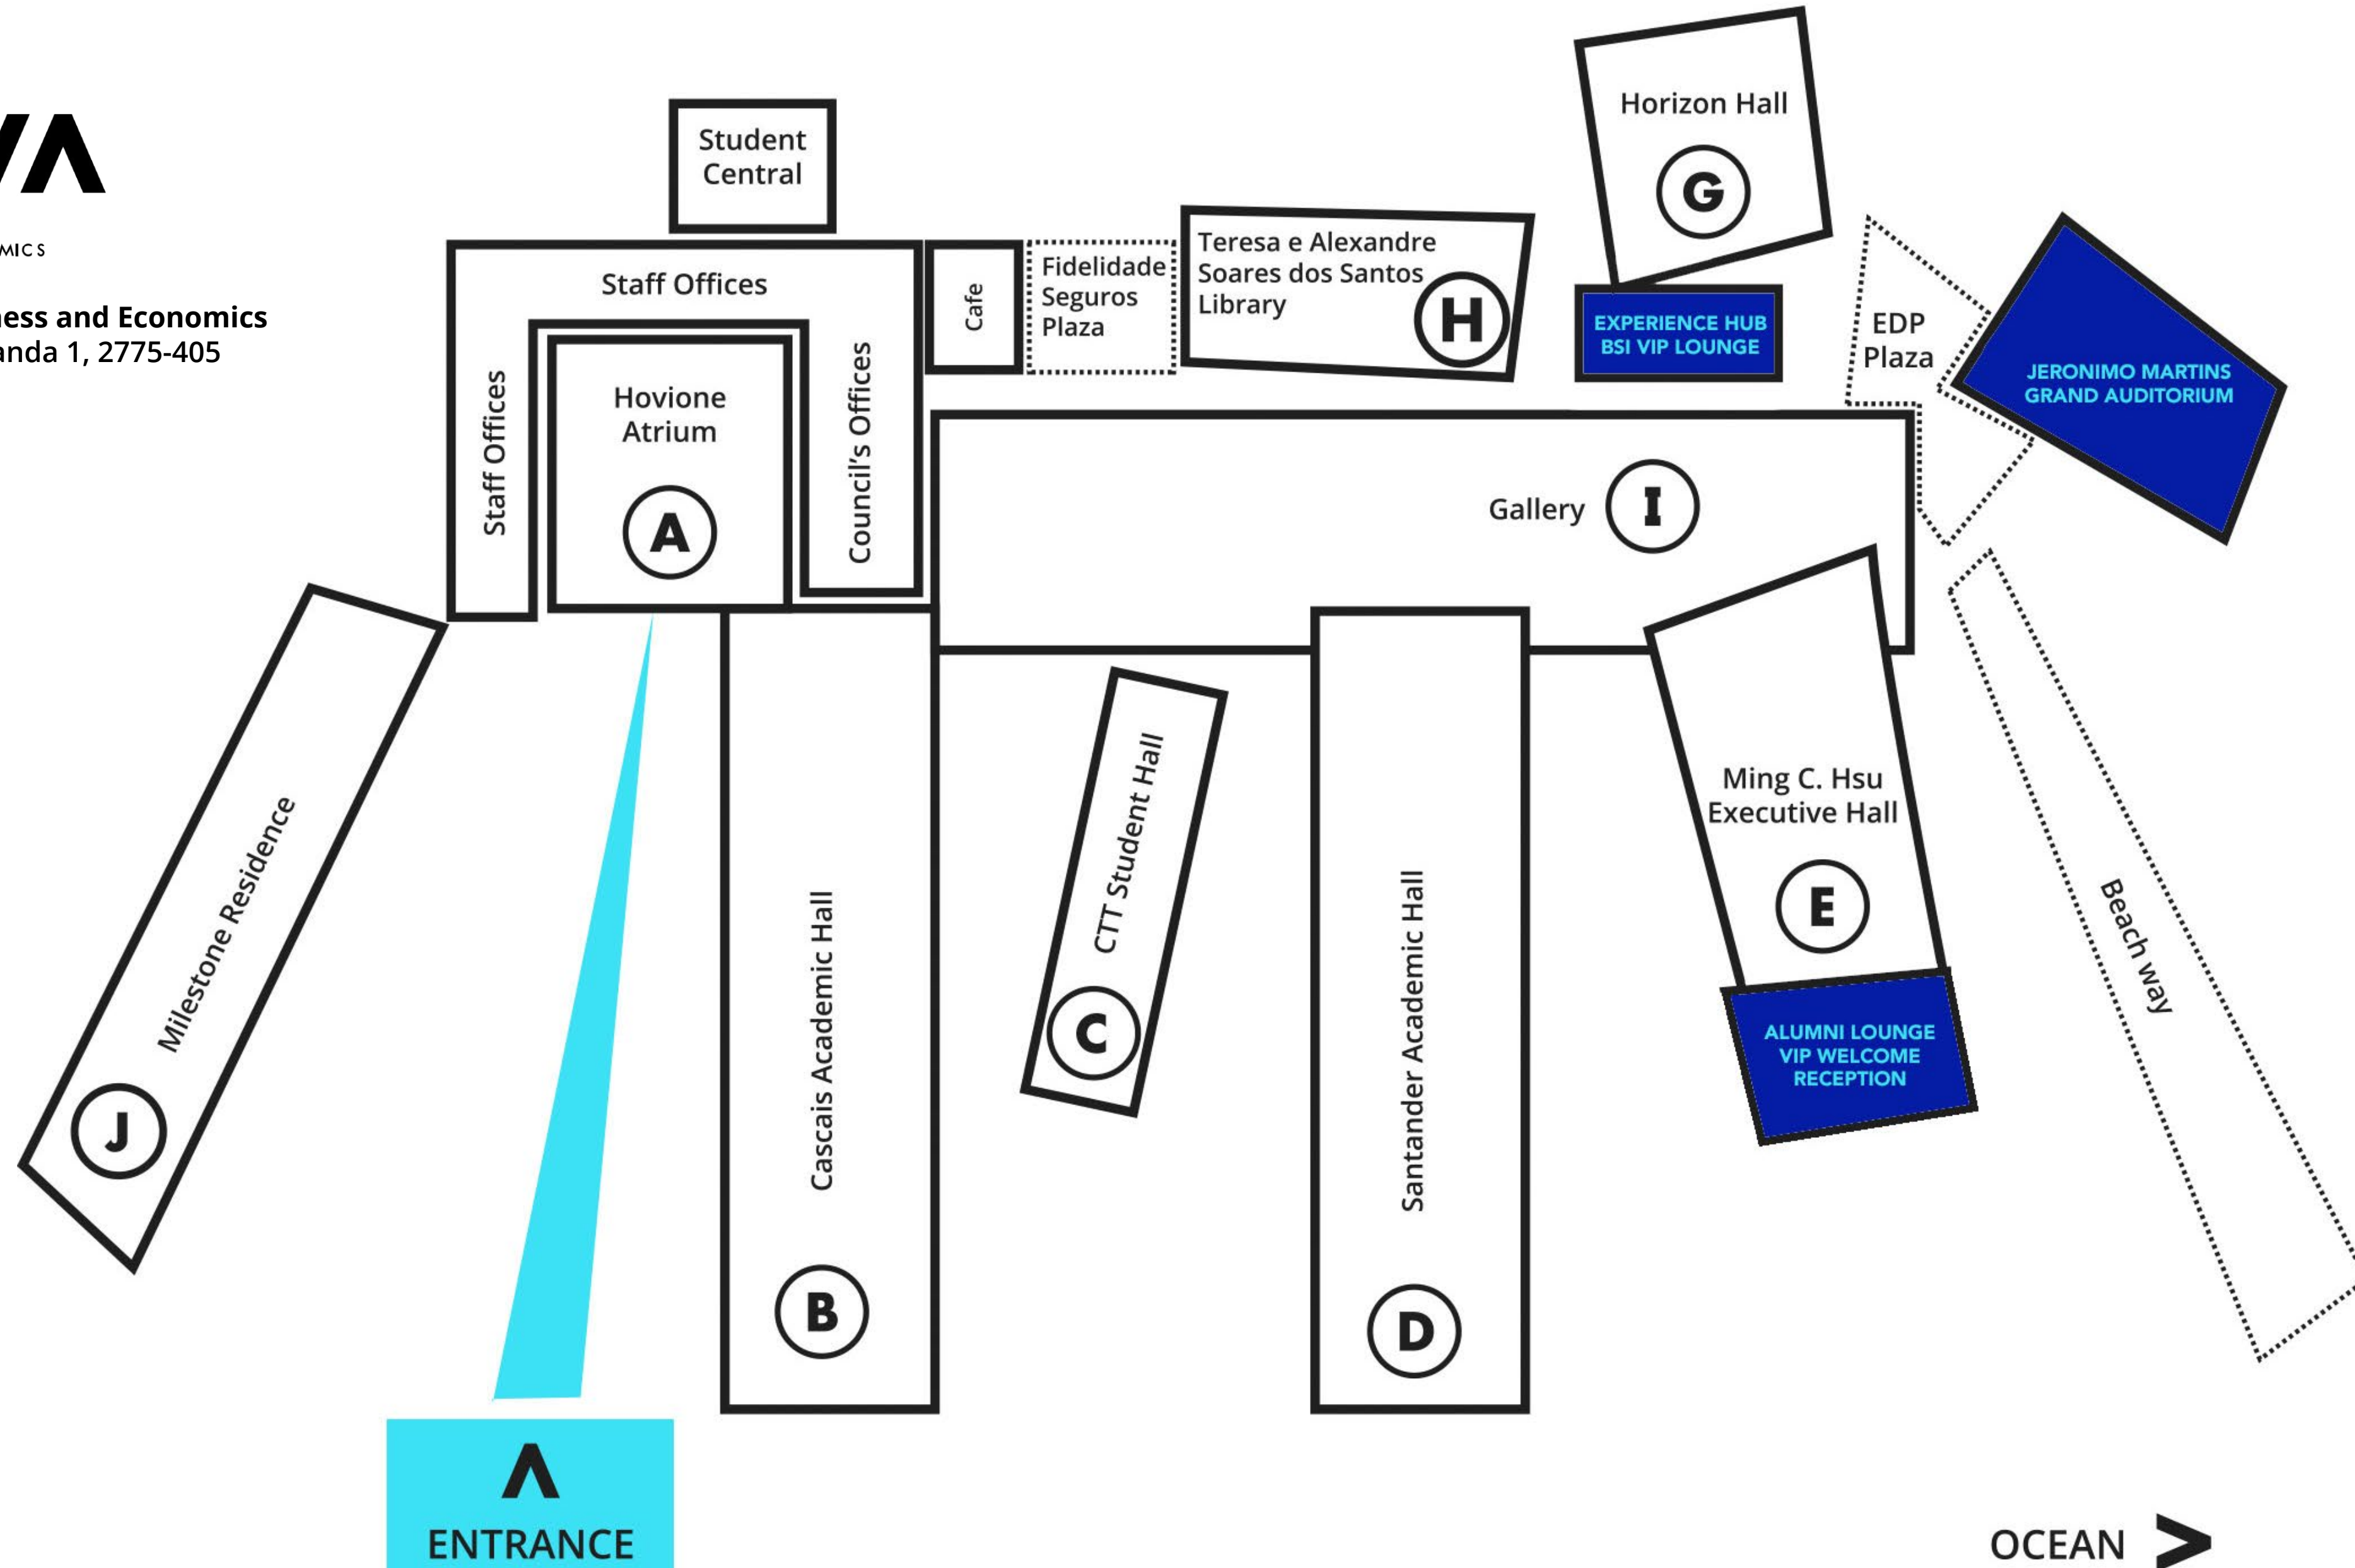 MICS
ness and Economics
anda 1, 2775-405
Student
Central
Staff Offices
Staff Offices
Hovione
Atrium
A
Council's Offices
Cafe
Fidelidade
Seguros
Plaza
Teresa e Alexandre
Soares dos Santos
Library
H
Horizon Hall
G
EXPERIENCE HUB
BSI VIP LOUNGE
EDP
Plaza
JERONIMO MARTINS
GRAND AUDITORIUM
Gallery
I
Milestone Residence
J
Cascais Academic Hall
B
CTT Student Hall
C
Santander Academic Hall
D
Ming C. Hsu
Executive Hall
E
ALUMNI LOUNGE
VIP WELCOME
RECEPTION
Beach way
ENTRANCE
OCEAN >